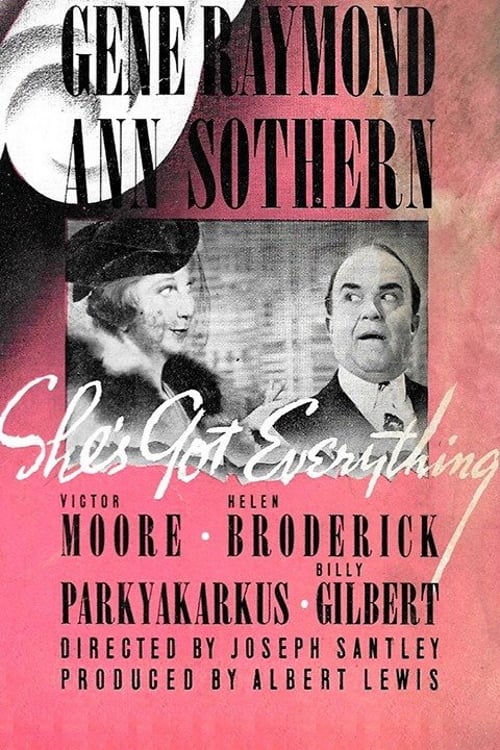 GENE RAYMOND
ANN SOTHERN
She's Got Everything
VICTOR HELEN
MOORE · BRODERICK
BILLY
PARKYAKARKUS · GILBERT
DIRECTED BY JOSEPH SANTLEY
PRODUCED BY ALBERT LEWIS